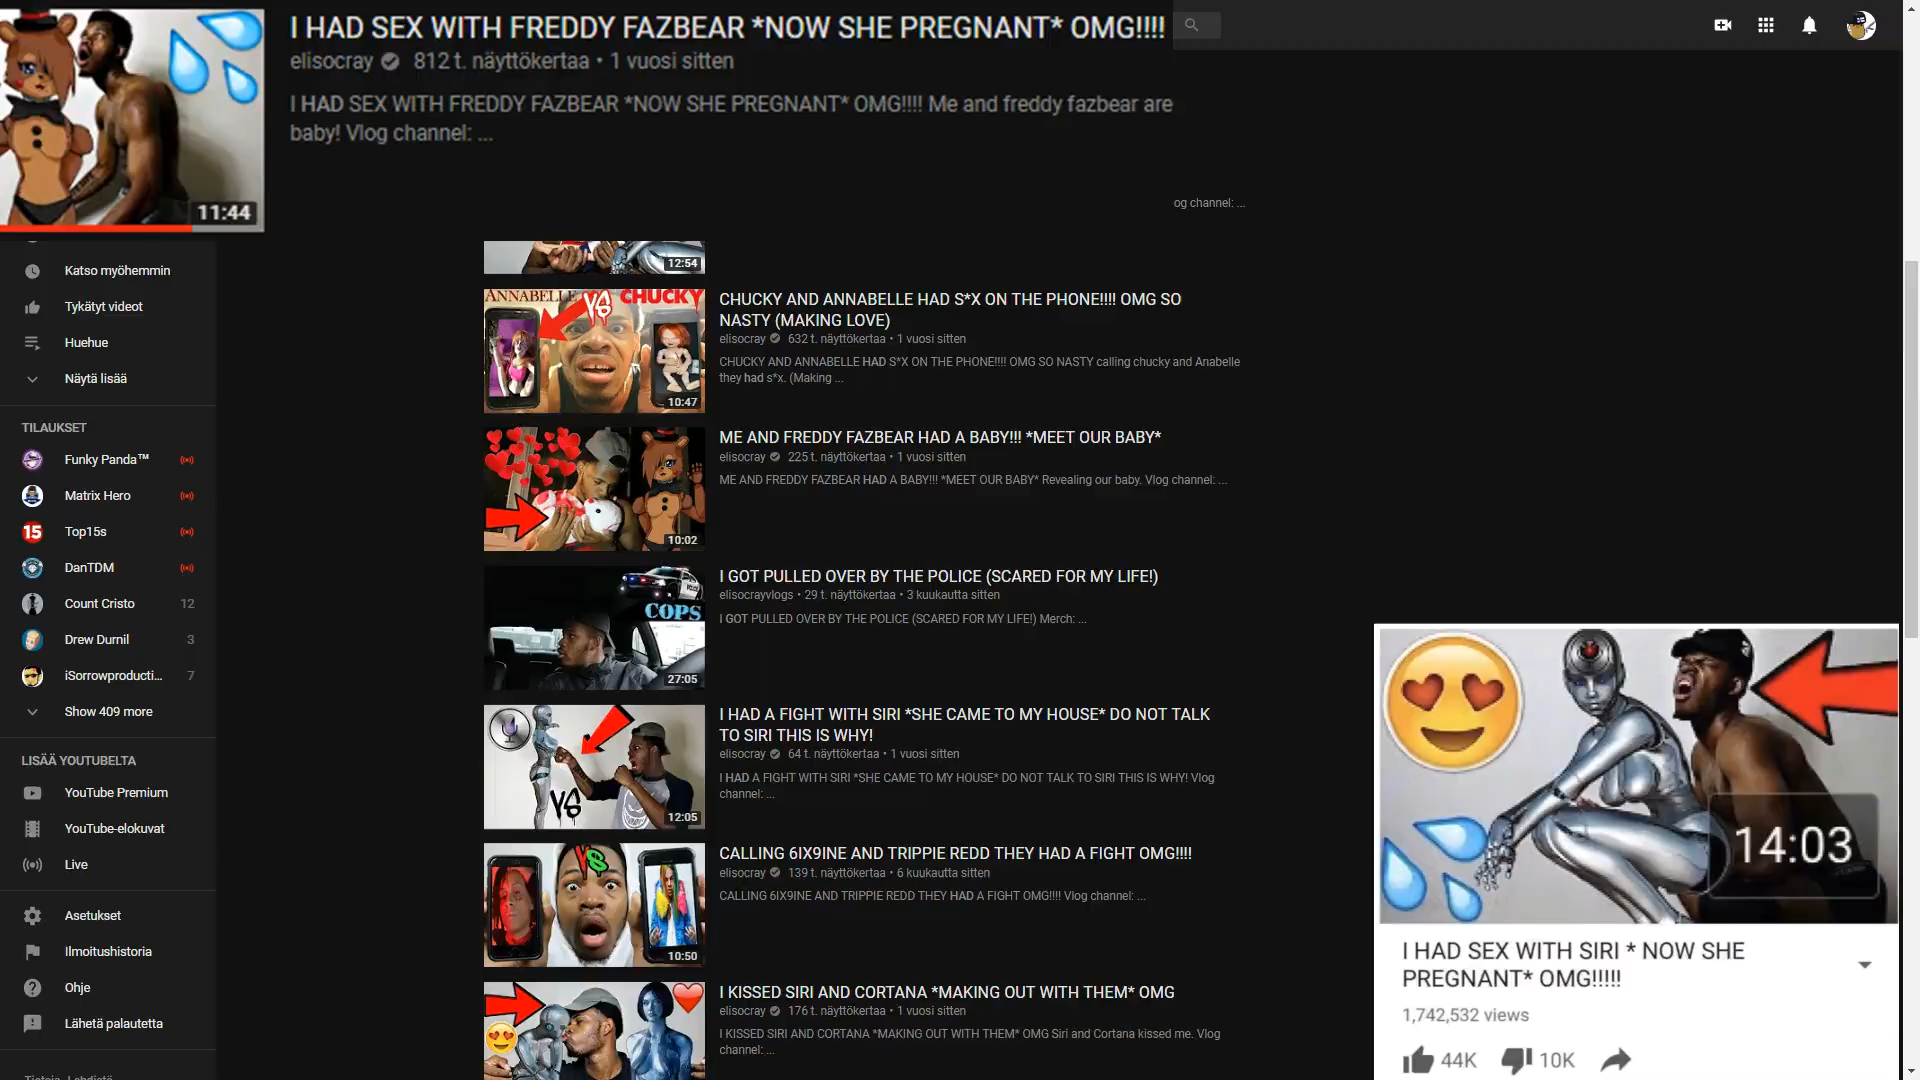 I HAD SEX WITH FREDDY FAZBEAR *NOW SHE PREGNANT* OMG!!!!
elisocray 812 t. näyttökertaa • 1 vuosi sitten
I HAD SEX WITH FREDDY FAZBEAR *NOW SHE PREGNANT* OMG!!!! Me and freddy fazbear are
baby! Vlog channel: ...
11:44
og channel: ...
12:54
Katso myöhemmin
Tykätyt videot
Huehue
Näytä lisää
TILAUKSET
Funky Panda™
Matrix Hero
15
Top15s
DanTDM
Count Cristo 12
Drew Durnil 3
iSorrowproducti... 7
Show 409 more
LISÄÄ YOUTUBELTA
YouTube Premium
YouTube-elokuvat
Live
Asetukset
Ilmoitushistoria
Ohje
Lähetä palautetta
ANNABELLE VS CHUCKY
10:47
CHUCKY AND ANNABELLE HAD S*X ON THE PHONE!!!! OMG SO
NASTY (MAKING LOVE)
elisocray 632 t. näyttökertaa • 1 vuosi sitten
CHUCKY AND ANNABELLE HAD S*X ON THE PHONE!!!! OMG SO NASTY calling chucky and Anabelle
they had s*x. (Making ...
10:02
ME AND FREDDY FAZBEAR HAD A BABY!!! *MEET OUR BABY*
elisocray 225 t. näyttökertaa • 1 vuosi sitten
ME AND FREDDY FAZBEAR HAD A BABY!!! *MEET OUR BABY* Revealing our baby. Vlog channel: ...
COPS
27:05
I GOT PULLED OVER BY THE POLICE (SCARED FOR MY LIFE!)
elisocrayvlogs • 29 t. näyttökertaa • 3 kuukautta sitten
I GOT PULLED OVER BY THE POLICE (SCARED FOR MY LIFE!) Merch: ...
VS
12:05
I HAD A FIGHT WITH SIRI *SHE CAME TO MY HOUSE* DO NOT TALK
TO SIRI THIS IS WHY!
elisocray 64 t. näyttökertaa • 1 vuosi sitten
I HAD A FIGHT WITH SIRI *SHE CAME TO MY HOUSE* DO NOT TALK TO SIRI THIS IS WHY! Vlog
channel: ...
VS
10:50
CALLING 6IX9INE AND TRIPPIE REDD THEY HAD A FIGHT OMG!!!!
elisocray 139 t. näyttökertaa • 6 kuukautta sitten
CALLING 6IX9INE AND TRIPPIE REDD THEY HAD A FIGHT OMG!!!! Vlog channel: ...
I KISSED SIRI AND CORTANA *MAKING OUT WITH THEM* OMG
elisocray 176 t. näyttökertaa • 1 vuosi sitten
I KISSED SIRI AND CORTANA *MAKING OUT WITH THEM* OMG Siri and Cortana kissed me. Vlog
channel: ...
14:03
I HAD SEX WITH SIRI * NOW SHE
PREGNANT* OMG!!!!!
1,742,532 views
44K 10K